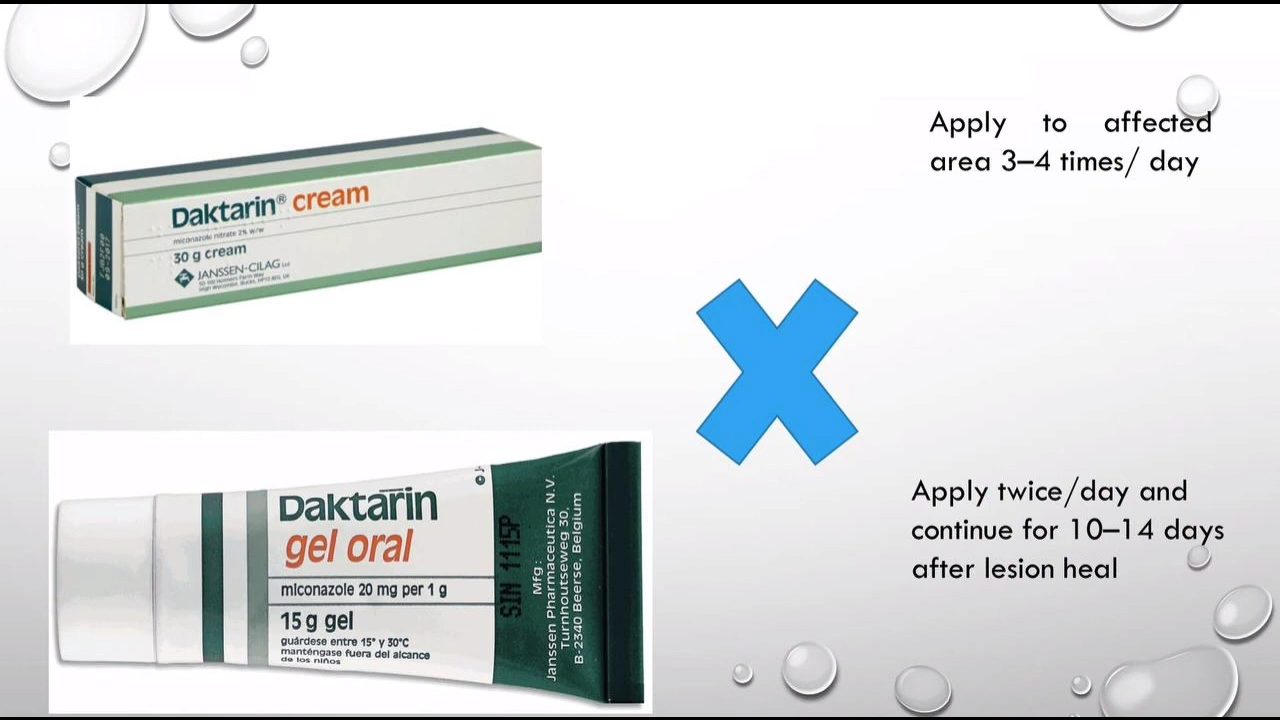 Apply to affected
area 3–4 times/ day
Daktarin® cream
miconazole nitrate 2% w/w
30 g cream
JANSSEN-CILAG Ltd
Daktarin
gel oral
miconazole 20 mg per 1 g
15 g gel
guárdese entre 15° y 30°C
manténgase fuera del alcance
de los niños
SIN 1115P
Mfg:
Janssen Pharmaceutica N.V.
Turnhoutseweg 30,
B-2340 Beerse, Belgium
Apply twice/day and
continue for 10–14 days
after lesion heal